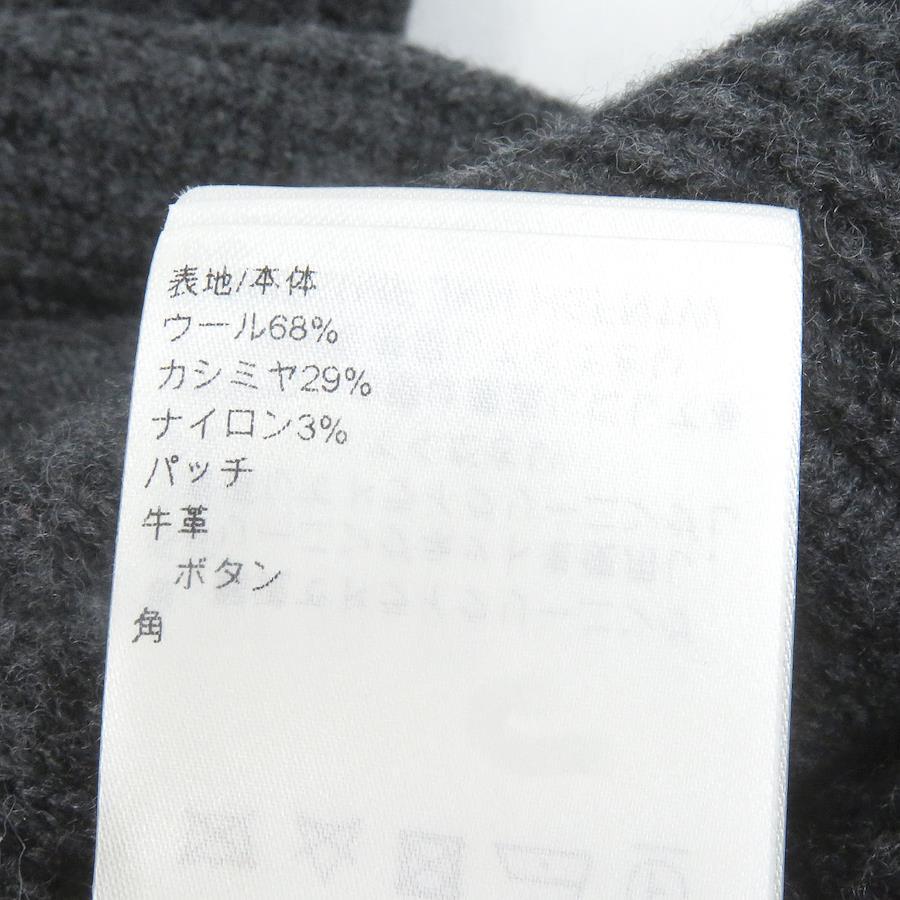 表地/本体
ウール68%
カシミヤ29%
ナイロン3%
パッチ
牛革
ボタン
角